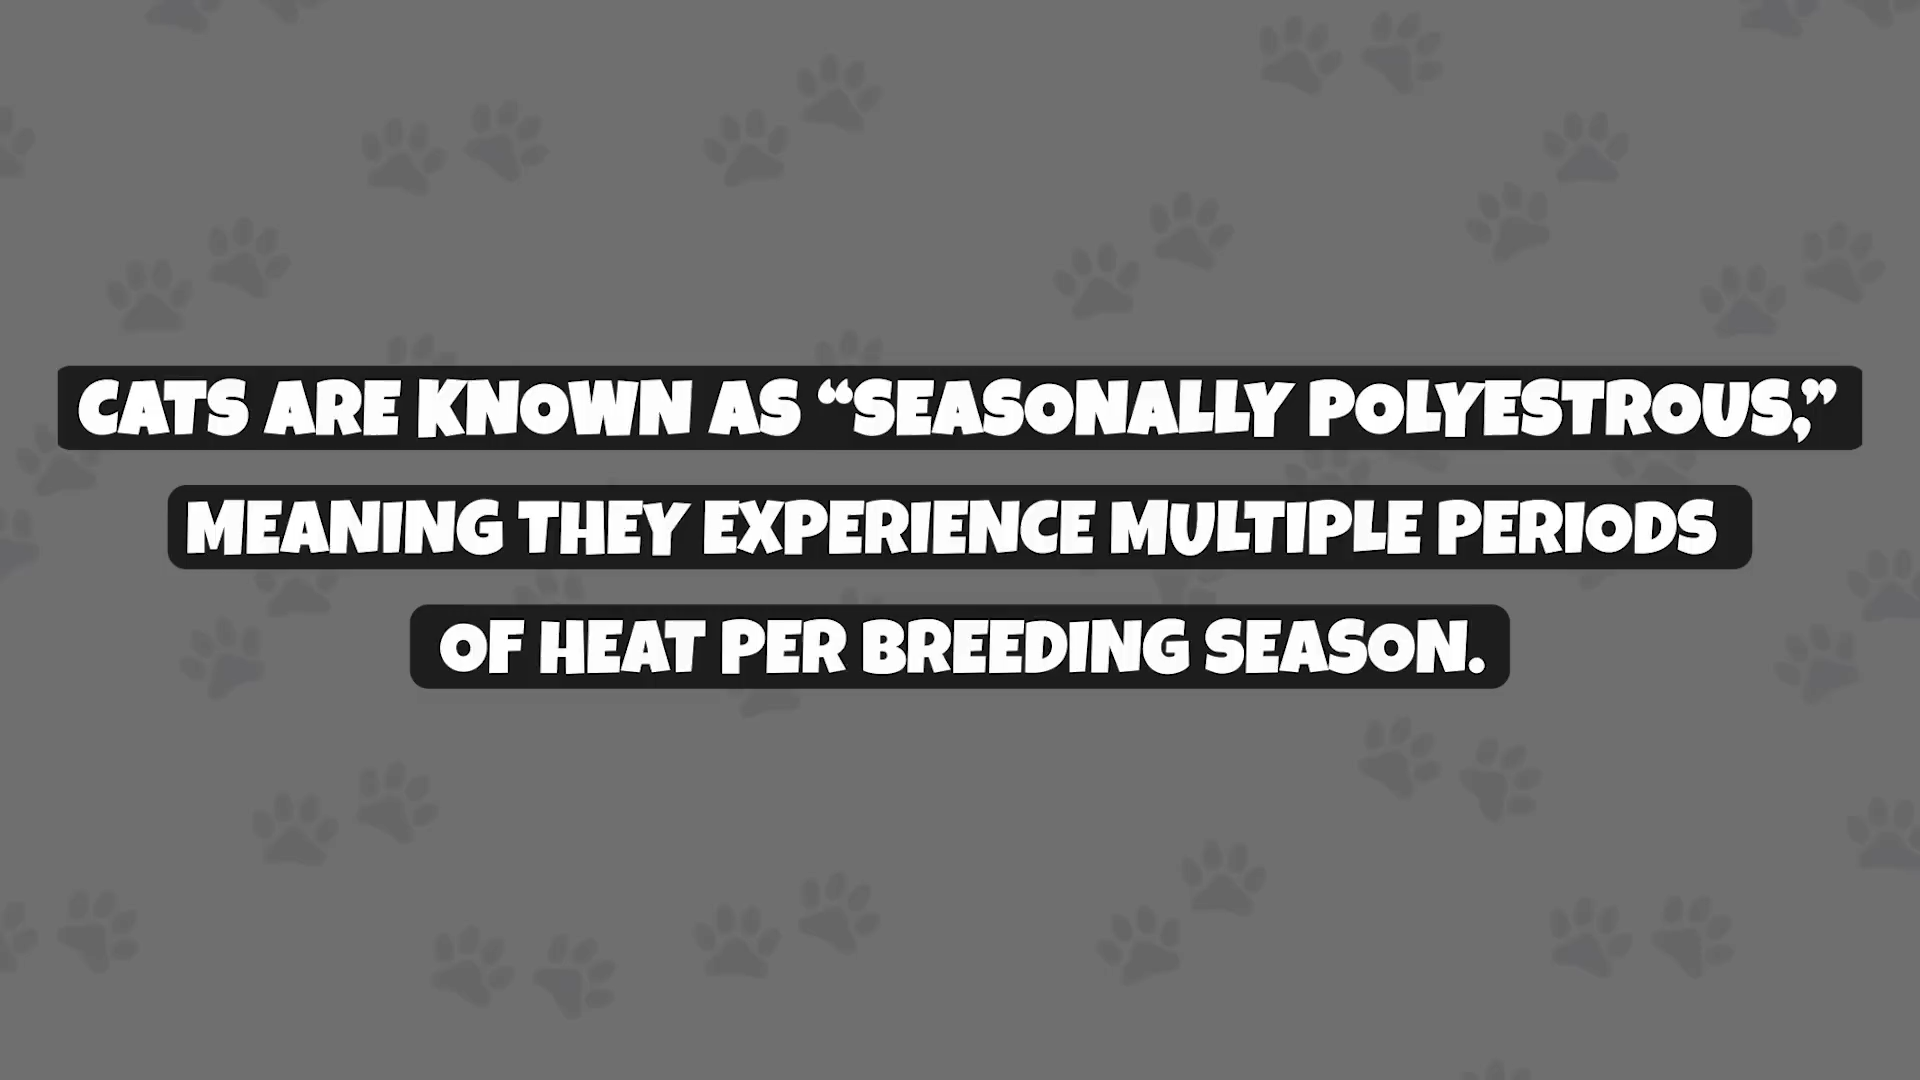 CATS ARE KNOWN AS “SEASONALLY POLYESTROUS,”
MEANING THEY EXPERIENCE MULTIPLE PERIODS
OF HEAT PER BREEDING SEASON.